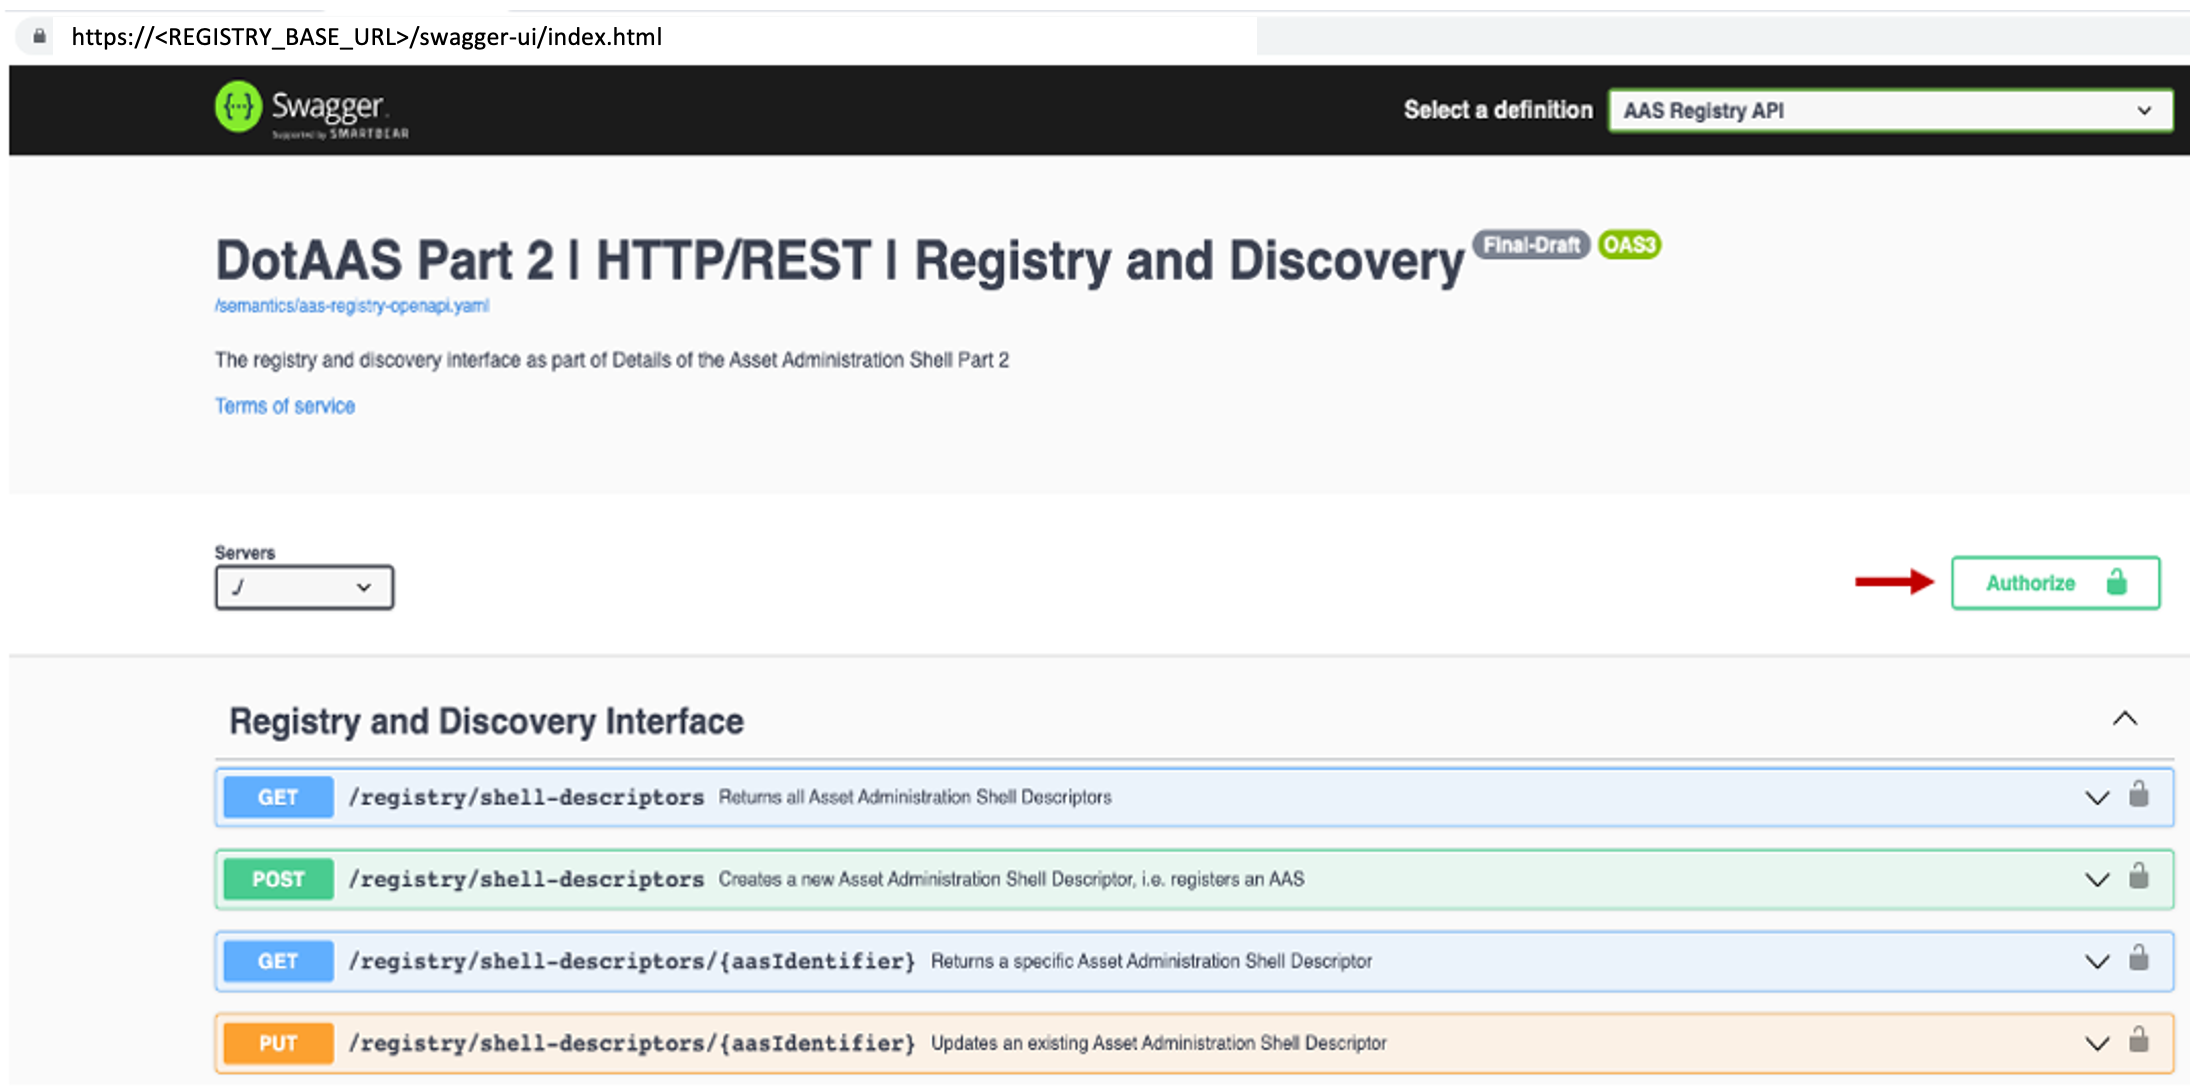 https://<REGISTRY_BASE_URL>/swagger-ui/index.html
Swagger.
Supported by SMARTBEAR
Select a definition
AAS Registry API
DotAAS Part 2 | HTTP/REST | Registry and Discovery Final-Draft OAS3
/semantics/aas-registry-openapi.yaml
The registry and discovery interface as part of Details of the Asset Administration Shell Part 2
Terms of service
Servers
./
Authorize
Registry and Discovery Interface
GET /registry/shell-descriptors Returns all Asset Administration Shell Descriptors
POST /registry/shell-descriptors Creates a new Asset Administration Shell Descriptor, i.e. registers an AAS
GET /registry/shell-descriptors/{aasIdentifier} Returns a specific Asset Administration Shell Descriptor
PUT /registry/shell-descriptors/{aasIdentifier} Updates an existing Asset Administration Shell Descriptor